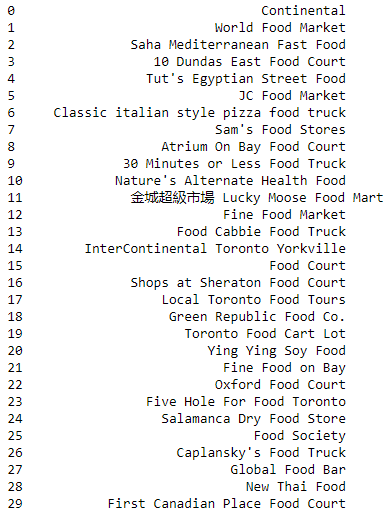 0 Continental
1 World Food Market
2 Saha Mediterranean Fast Food
3 10 Dundas East Food Court
4 Tut's Egyptian Street Food
5 JC Food Market
6 Classic italian style pizza food truck
7 Sam's Food Stores
8 Atrium On Bay Food Court
9 30 Minutes or Less Food Truck
10 Nature's Alternate Health Food
11 金城超級市場 Lucky Moose Food Mart
12 Fine Food Market
13 Food Cabbie Food Truck
14 InterContinental Toronto Yorkville
15 Food Court
16 Shops at Sheraton Food Court
17 Local Toronto Food Tours
18 Green Republic Food Co.
19 Toronto Food Cart Lot
20 Ying Ying Soy Food
21 Fine Food on Bay
22 Oxford Food Court
23 Five Hole For Food Toronto
24 Salamanca Dry Food Store
25 Food Society
26 Caplansky's Food Truck
27 Global Food Bar
28 New Thai Food
29 First Canadian Place Food Court